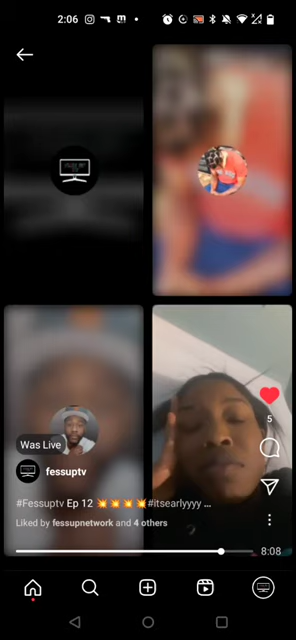 2:06
Was Live
fessuptv
#Fessuptv Ep 12 💥💥💥💥#itsearlyyyy ...
Liked by fessupnetwork and 4 others
5
8:08